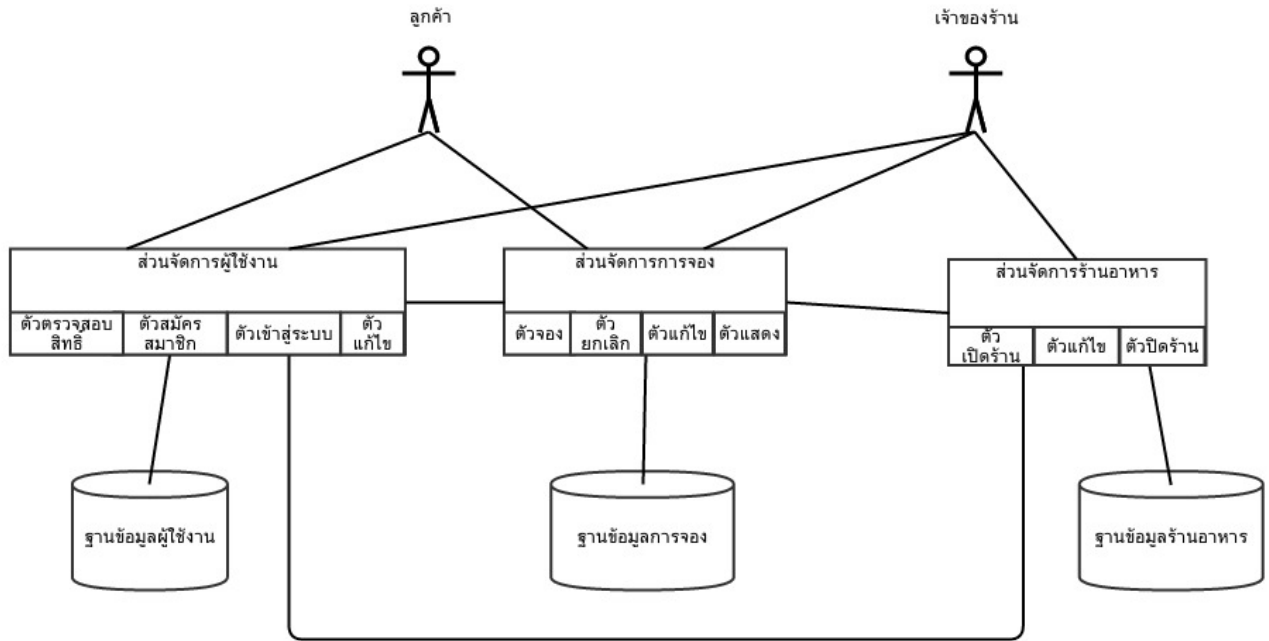 ลูกค้า
เจ้าของร้าน
ส่วนจัดการผู้ใช้งาน
ตัวตรวจสอบ
สิทธิ์
ตัวสมัคร
สมาชิก
ตัวเข้าสู่ระบบ
ตัว
แก้ไข
ส่วนจัดการการจอง
ตัวจอง
ตัว
ยกเลิก
ตัวแก้ไข
ตัวแสดง
ส่วนจัดการร้านอาหาร
ตัว
เปิดร้าน
ตัวแก้ไข
ตัวปิดร้าน
ฐานข้อมูลผู้ใช้งาน
ฐานข้อมูลการจอง
ฐานข้อมูลร้านอาหาร